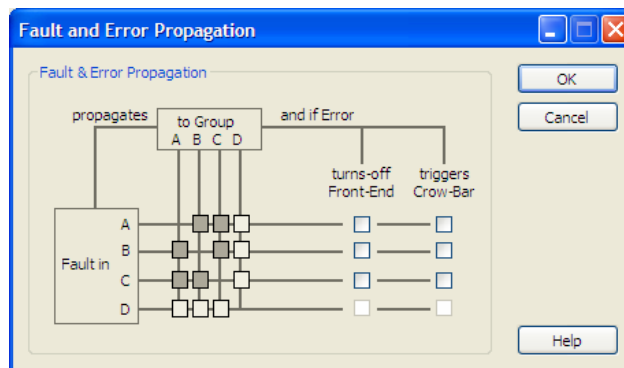 Fault and Error Propagation
Fault & Error Propagation
OK
Cancel
propagates
to Group
and if Error
A B C D
turns-off
Front-End
triggers
Crow-Bar
Fault in
A
B
C
D
Help